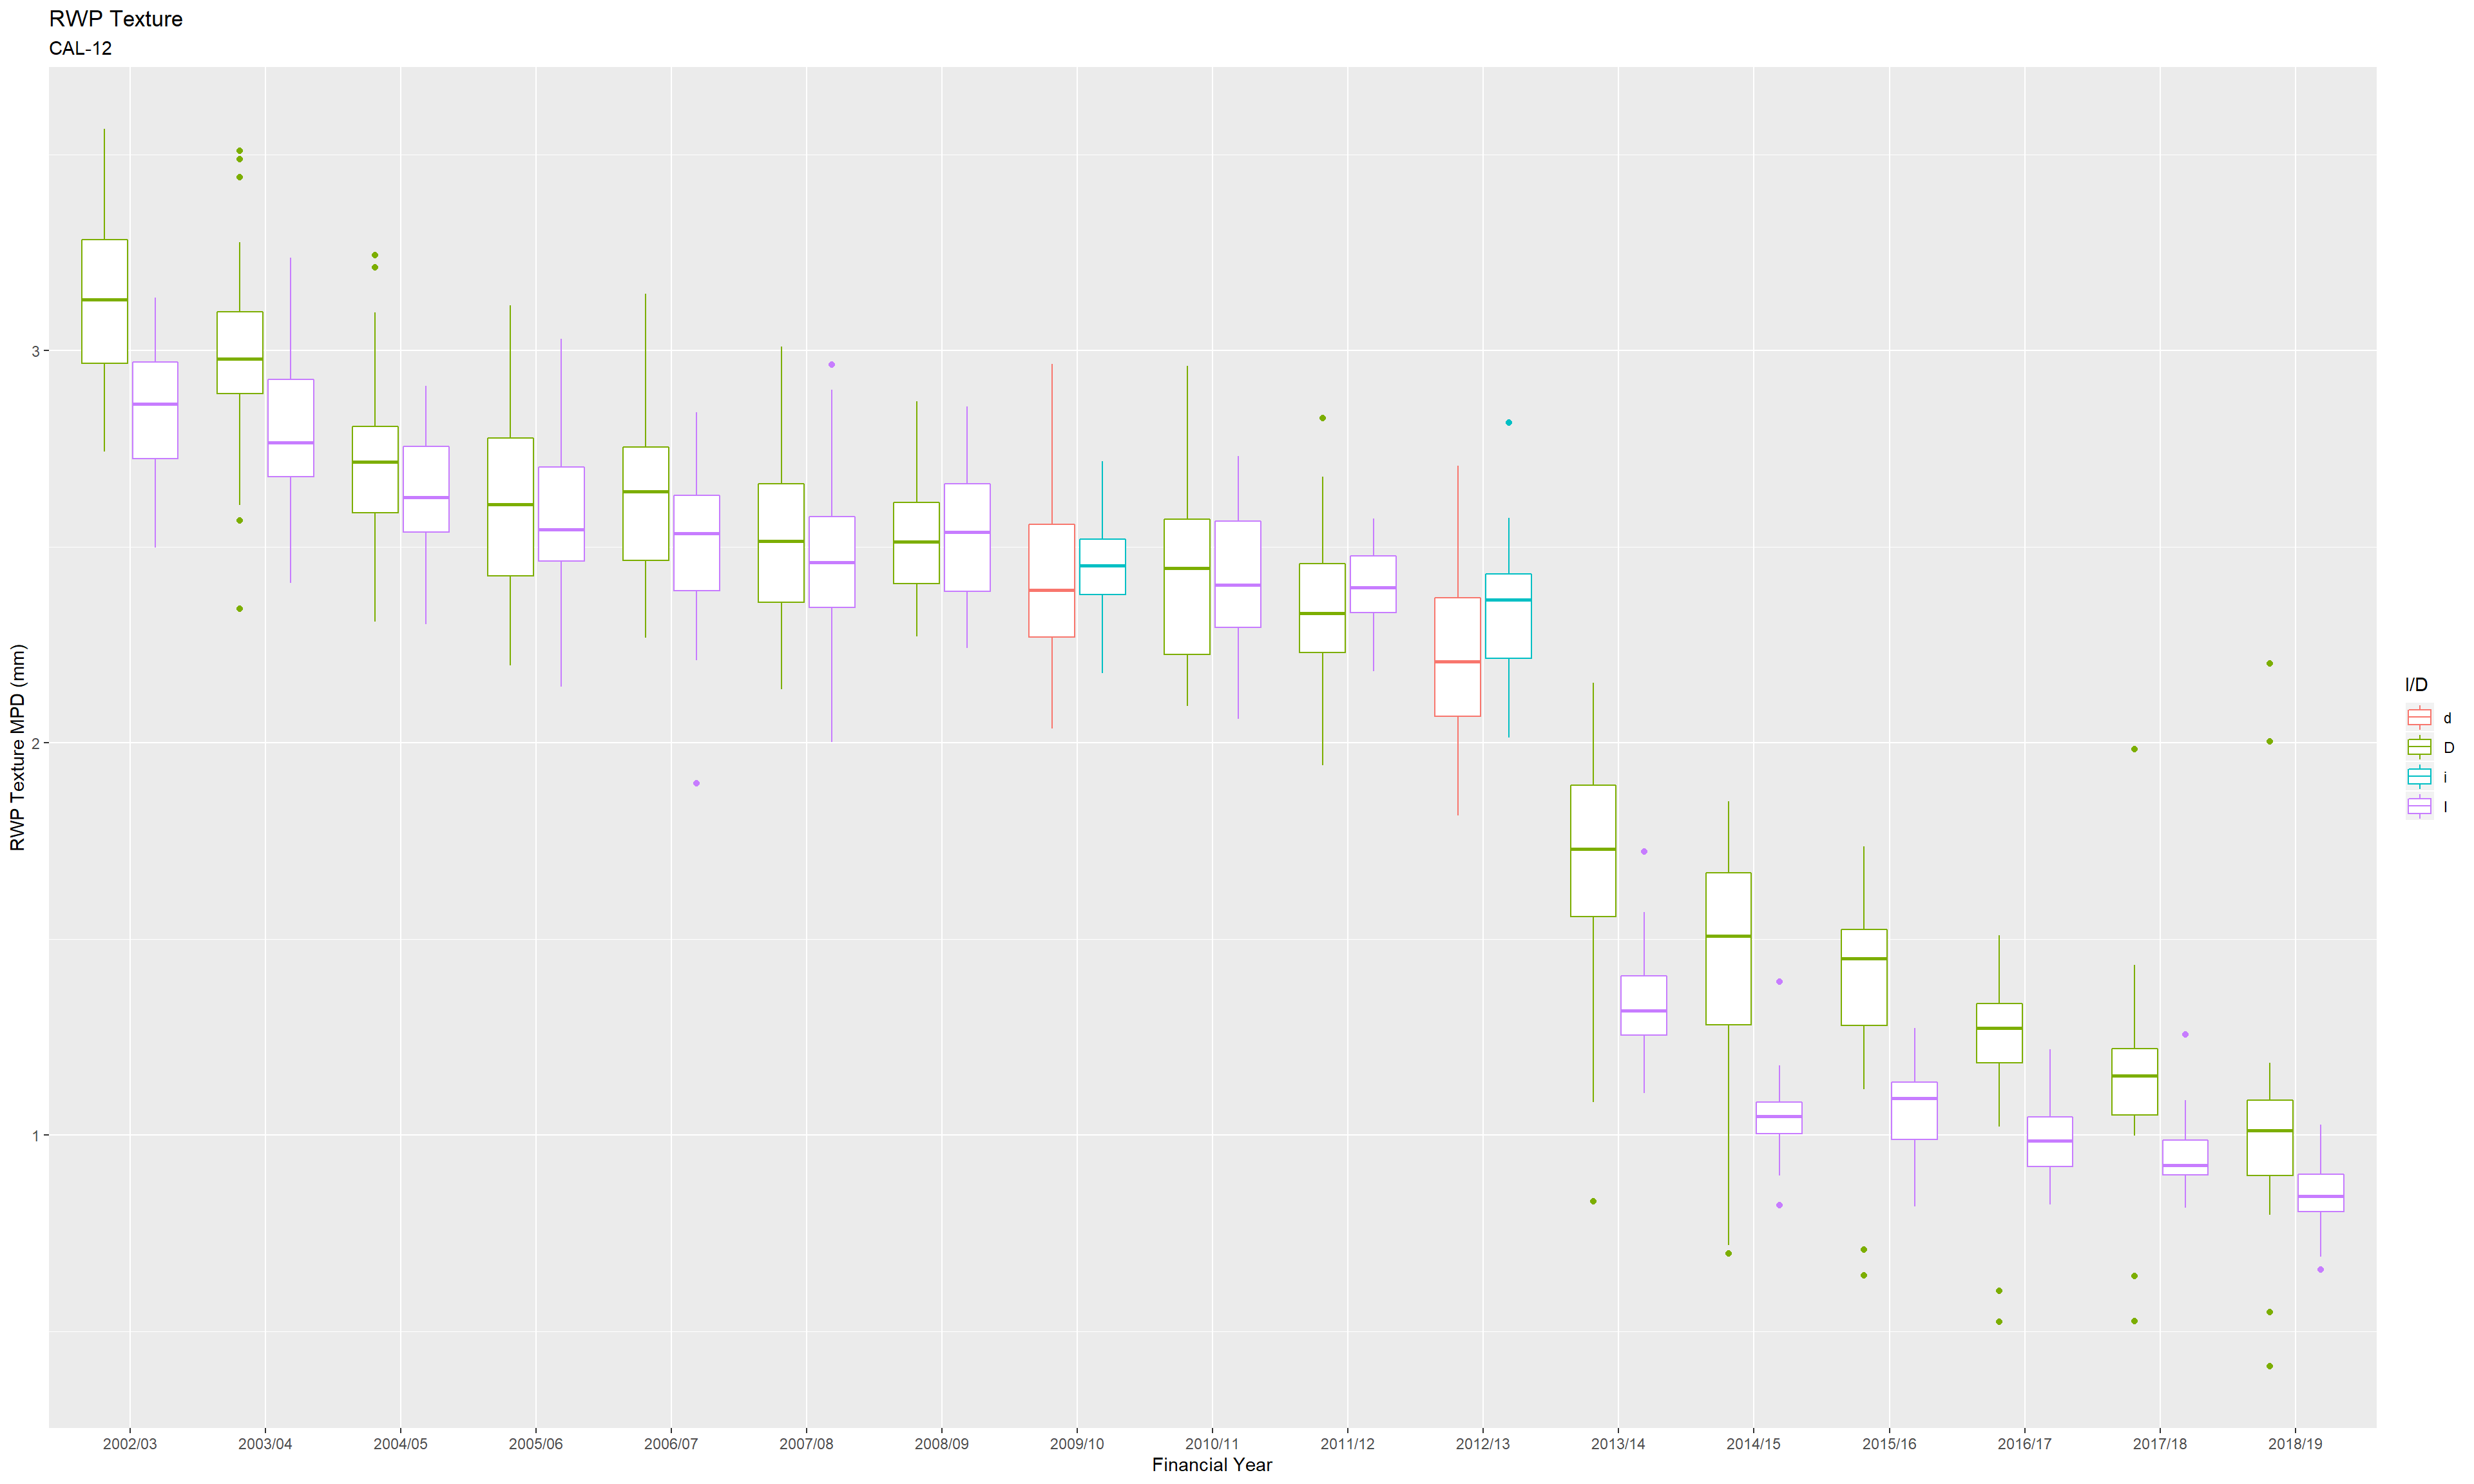 RWP Texture
CAL-12
RWP Texture MPD (mm)
3
2
1
2002/03 2003/04 2004/05 2005/06 2006/07 2007/08 2008/09 2009/10 2010/11 2011/12 2012/13 2013/14 2014/15 2015/16 2016/17 2017/18 2018/19
Financial Year
I/D
d
D
i
I